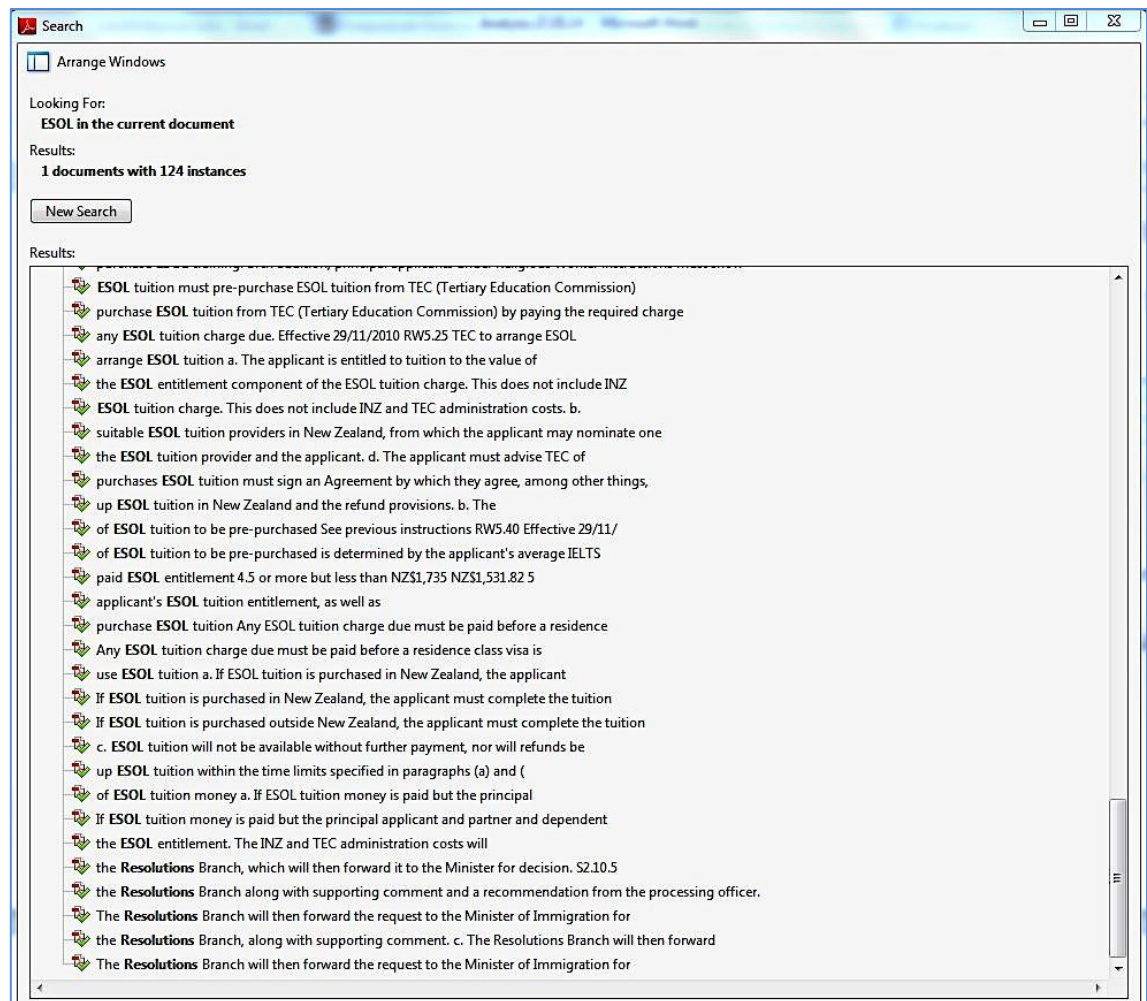 Search
Arrange Windows
Looking For:
ESOL in the current document
Results:
1 documents with 124 instances
New Search
Results:
ESOL tuition must pre-purchase ESOL tuition from TEC (Tertiary Education Commission)
purchase ESOL tuition from TEC (Tertiary Education Commission) by paying the required charge
any ESOL tuition charge due. Effective 29/11/2010 RW5.25 TEC to arrange ESOL
arrange ESOL tuition a. The applicant is entitled to tuition to the value of
the ESOL entitlement component of the ESOL tuition charge. This does not include INZ
ESOL tuition charge. This does not include INZ and TEC administration costs. b.
suitable ESOL tuition providers in New Zealand, from which the applicant may nominate one
the ESOL tuition provider and the applicant. d. The applicant must advise TEC of
purchases ESOL tuition must sign an Agreement by which they agree, among other things,
up ESOL tuition in New Zealand and the refund provisions. b. The
of ESOL tuition to be pre-purchased See previous instructions RW5.40 Effective 29/11/
of ESOL tuition to be pre-purchased is determined by the applicant's average IELTS
paid ESOL entitlement 4.5 or more but less than NZ$1,735 NZ$1,531.82 5
applicant's ESOL tuition entitlement, as well as
purchase ESOL tuition Any ESOL tuition charge due must be paid before a residence
Any ESOL tuition charge due must be paid before a residence class visa is
use ESOL tuition a. If ESOL tuition is purchased in New Zealand, the applicant
If ESOL tuition is purchased in New Zealand, the applicant must complete the tuition
If ESOL tuition is purchased outside New Zealand, the applicant must complete the tuition
c. ESOL tuition will not be available without further payment, nor will refunds be
up ESOL tuition within the time limits specified in paragraphs (a) and (
of ESOL tuition money a. If ESOL tuition money is paid but the principal
If ESOL tuition money is paid but the principal applicant and partner and dependent
the ESOL entitlement. The INZ and TEC administration costs will
the Resolutions Branch, which will then forward it to the Minister for decision. S2.10.5
the Resolutions Branch along with supporting comment and a recommendation from the processing officer.
The Resolutions Branch will then forward the request to the Minister of Immigration for
the Resolutions Branch, along with supporting comment. c. The Resolutions Branch will then forward
The Resolutions Branch will then forward the request to the Minister of Immigration for